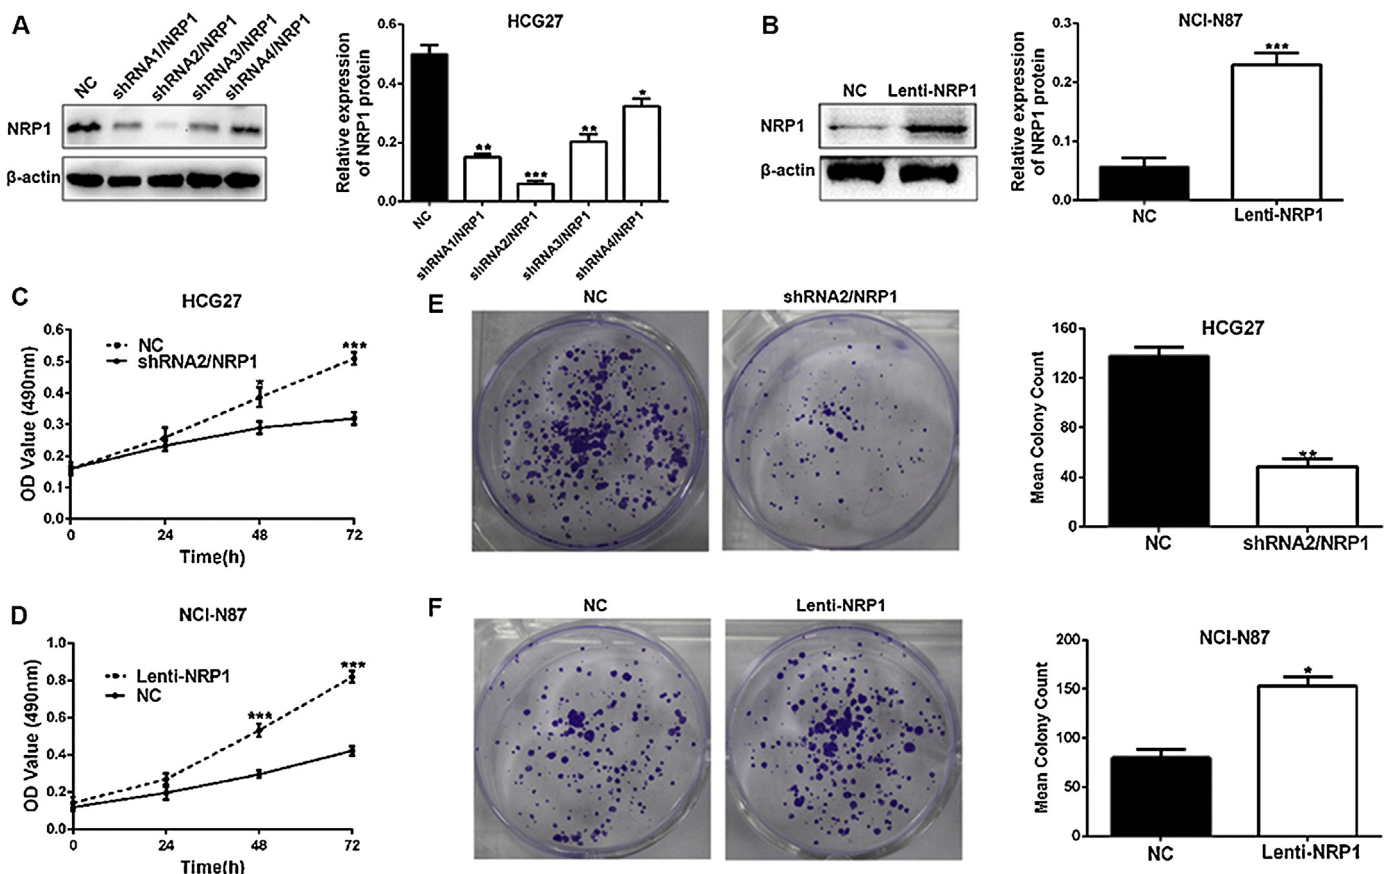 A
NC
shRNA1/NRP1
shRNA2/NRP1
shRNA3/NRP1
shRNA4/NRP1
NRP1
β-actin
HCG27
Relative expression
of NRP1 protein
0.6
0.4
0.2
0.0
**
***
**
*
NC
shRNA1/NRP1
shRNA2/NRP1
shRNA3/NRP1
shRNA4/NRP1
B
NC Lenti-NRP1
NRP1
β-actin
NCI-N87
Relative expression
of NRP1 protein
0.3
0.2
0.1
0.0
***
NC
Lenti-NRP1
C
HCG27
OD Value (490nm)
0.6
0.5
0.4
0.3
0.2
0.1
0.0
NC
shRNA2/NRP1
*
***
0 24 48 72
Time(h)
E
NC
shRNA2/NRP1
HCG27
Mean Colony Count
160
120
80
40
0
**
NC
shRNA2/NRP1
D
NCI-N87
OD Value (490nm)
1.0
0.8
0.6
0.4
0.2
0.0
Lenti-NRP1
NC
***
***
0 24 48 72
Time(h)
F
NC
Lenti-NRP1
NCI-N87
Mean Colony Count
200
150
100
50
0
*
NC
Lenti-NRP1